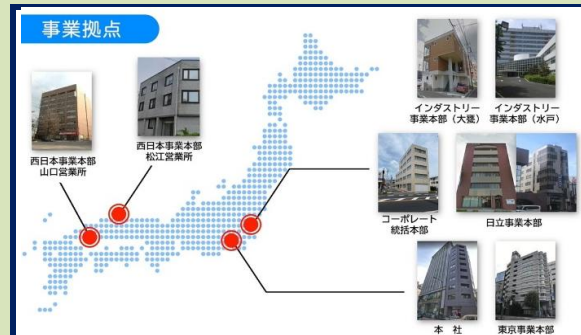 事業拠点
西日本事業本部
山口営業所
西日本事業本部
松江営業所
インダストリー
事業本部（大甕）
インダストリー
事業本部（水戸）
コーポレート
統括本部
日立事業本部
本　社
東京事業本部